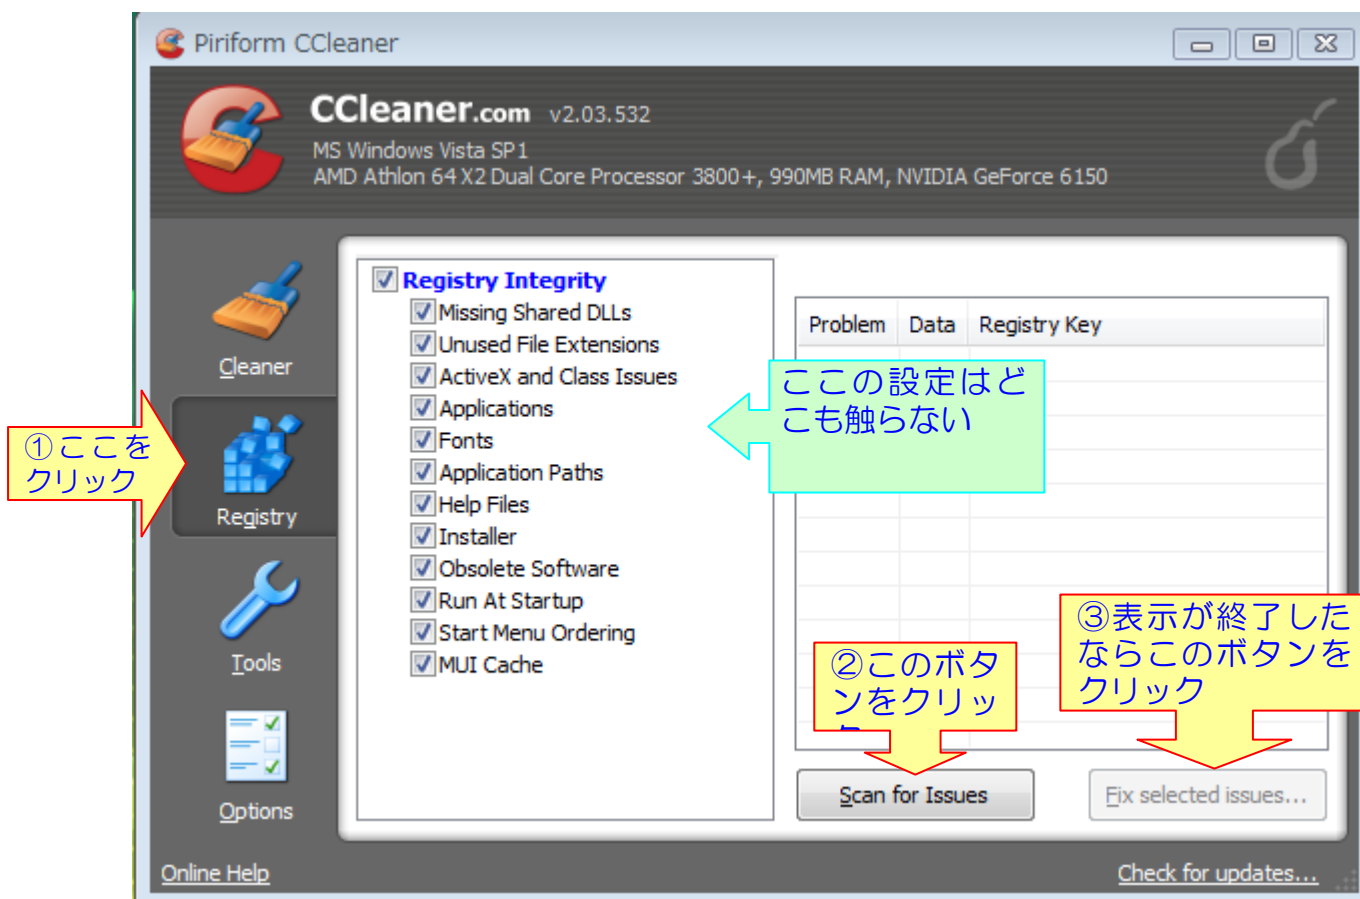 Piriform CCleaner
CCleaner.com v2.03.532
MS Windows Vista SP1
AMD Athlon 64 X2 Dual Core Processor 3800+, 990MB RAM, NVIDIA GeForce 6150
Cleaner
①ここを
クリック
Registry
Tools
Options
Registry Integrity
Missing Shared DLLs
Unused File Extensions
ActiveX and Class Issues
Applications
Fonts
Application Paths
Help Files
Installer
Obsolete Software
Run At Startup
Start Menu Ordering
MUI Cache
Problem Data Registry Key
ここの設定はど
こも触らない
②このボタ
ンをクリッ
ク
③表示が終了した
ならこのボタンを
クリック
Scan for Issues
Fix selected issues...
Online Help
Check for updates...